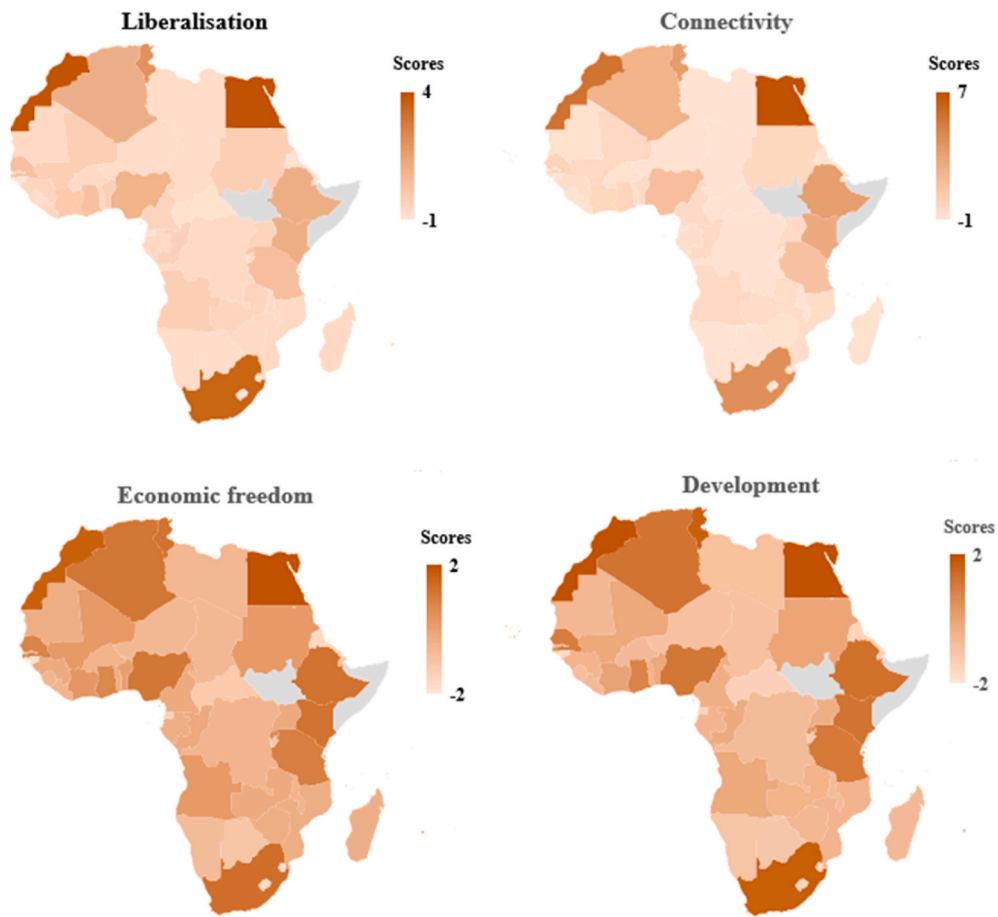 Liberalisation
Scores
4
-1
Connectivity
Scores
7
-1
Economic freedom
Scores
2
-2
Development
Scores
2
-2